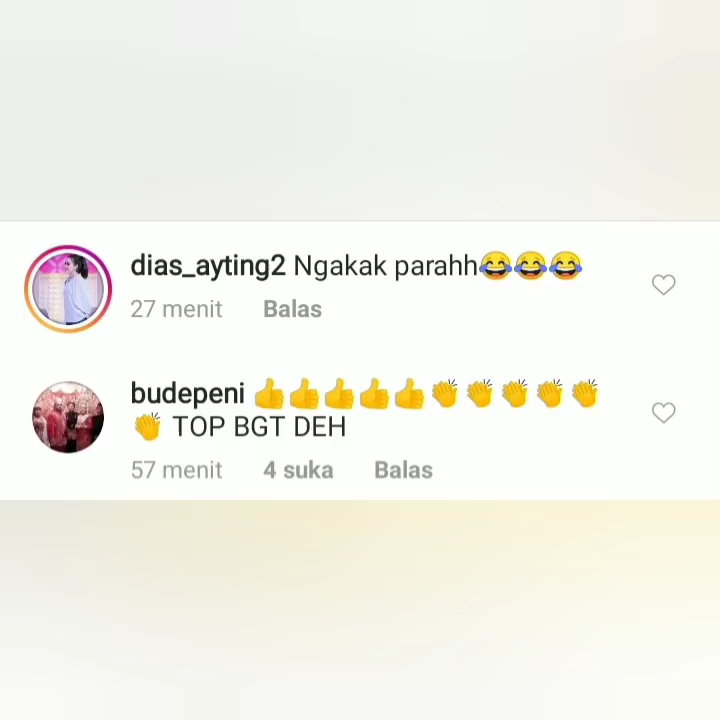 dias_ayting2 Ngakak parahh😂😂😂
27 menit Balas
budepeni 👍👍👍👍👍👏👏👏👏👏
👏 TOP BGT DEH
57 menit 4 suka Balas